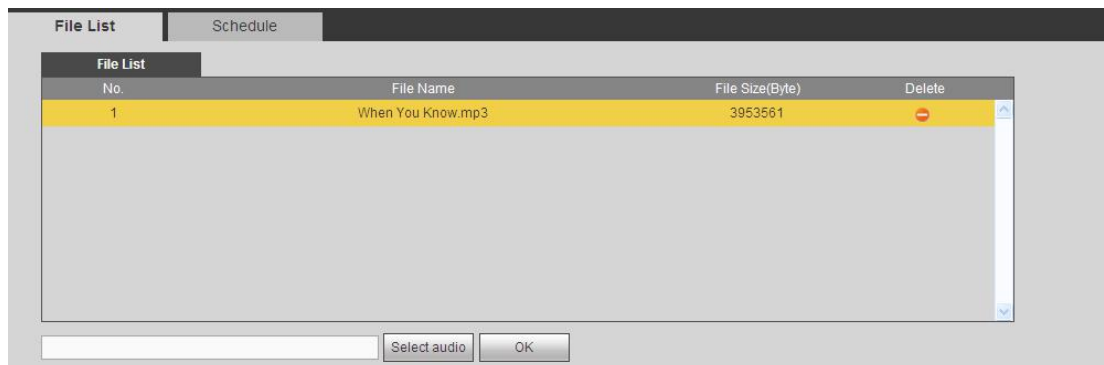 File List Schedule
File List
No. File Name File Size(Byte) Delete
1 When You Know.mp3 3953561
Select audio OK